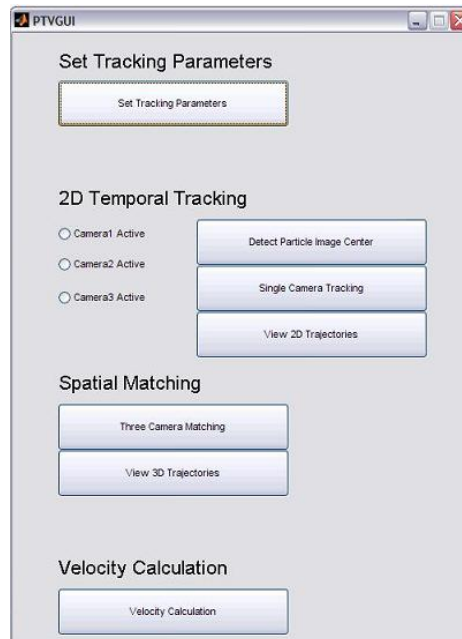 PTVGUI
Set Tracking Parameters
Set Tracking Parameters
2D Temporal Tracking
Camera1 Active
Detect Particle Image Center
Camera2 Active
Single Camera Tracking
Camera3 Active
View 2D Trajectories
Spatial Matching
Three Camera Matching
View 3D Trajectories
Velocity Calculation
Velocity Calculation